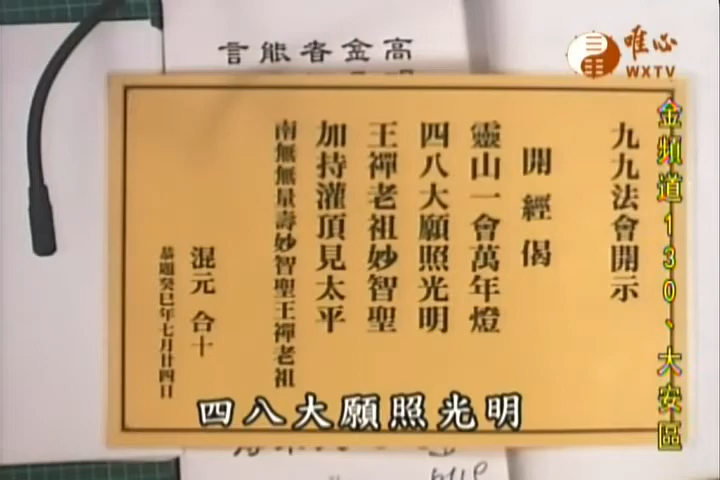 高金者能言
唯心
WXTV
金頻道130、大安區
九九法會開示
開經偈
靈山一會萬年燈
四八大願照光明
王禪老祖妙智聖
加持灌頂見太平
南無無量壽妙智聖王禪老祖
混元 合十
恭題癸巳年七月廿四日
四八大願照光明